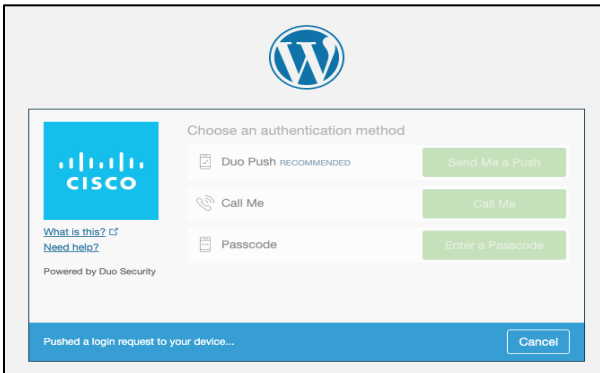 CISCO
What is this?
Need help?
Powered by Duo Security
Choose an authentication method
Duo Push RECOMMENDED
Send Me a Push
Call Me
Call Me
Passcode
Enter a Passcode
Pushed a login request to your device...
Cancel